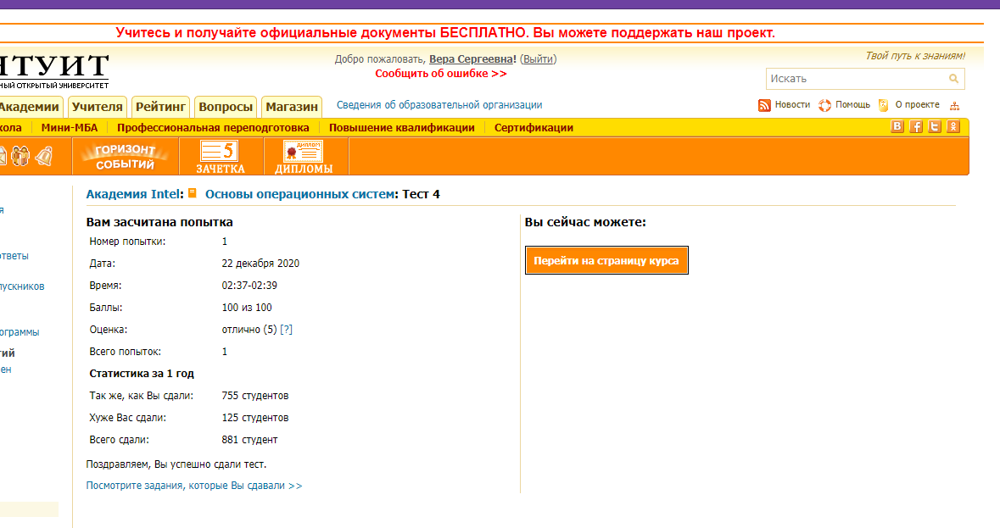 Учитесь и получайте официальные документы БЕСПЛАТНО. Вы можете поддержать наш проект.
НТУИТ
НЫЙ ОТКРЫТЫЙ УНИВЕРСИТЕТ
Добро пожаловать, Вера Сергеевна! (Выйти)
Сообщить об ошибке >>
Твой путь к знаниям!
Искать
Академии Учителя Рейтинг Вопросы Магазин Сведения об образовательной организации
Новости Помощь О проекте
кола Мини-МБА Профессиональная переподготовка Повышение квалификации Сертификации
ГОРИЗОНТ
СОБЫТИЙ
5
ЗАЧЕТКА
ДИПЛОМ
ДИПЛОМЫ
я
ответы
пускников
ограммы
тий
ен
Академия Intel: Основы операционных систем: Тест 4
Вам засчитана попытка
Номер попытки: 1
Дата: 22 декабря 2020
Время: 02:37-02:39
Баллы: 100 из 100
Оценка: отлично (5) [?]
Всего попыток: 1
Статистика за 1 год
Так же, как Вы сдали: 755 студентов
Хуже Вас сдали: 125 студентов
Всего сдали: 881 студент
Поздравляем, Вы успешно сдали тест.
Посмотрите задания, которые Вы сдавали >>
Вы сейчас можете:
Перейти на страницу курса